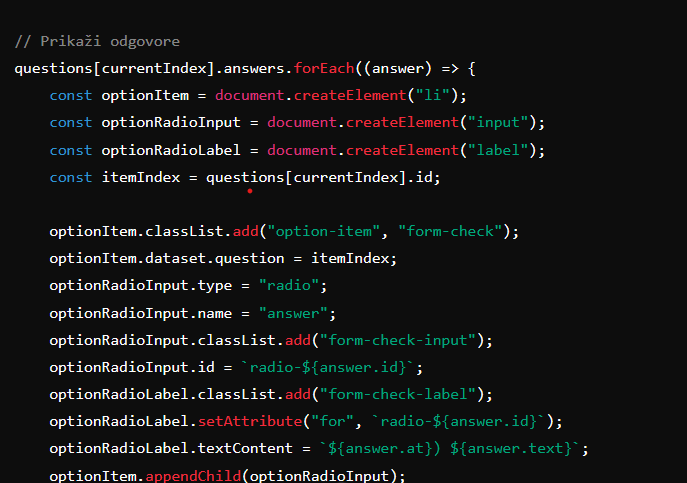 // Prikaži odgovore
questions[currentIndex].answers.forEach((answer) => {
    const optionItem = document.createElement("li");
    const optionRadioInput = document.createElement("input");
    const optionRadioLabel = document.createElement("label");
    const itemIndex = questions[currentIndex].id;
    optionItem.classList.add("option-item", "form-check");
    optionItem.dataset.question = itemIndex;
    optionRadioInput.type = "radio";
    optionRadioInput.name = "answer";
    optionRadioInput.classList.add("form-check-input");
    optionRadioInput.id = `radio-${answer.id}`;
    optionRadioLabel.classList.add("form-check-label");
    optionRadioLabel.setAttribute("for", `radio-${answer.id}`);
    optionRadioLabel.textContent = `${answer.at}) ${answer.text}`;
    optionItem.appendChild(optionRadioInput);